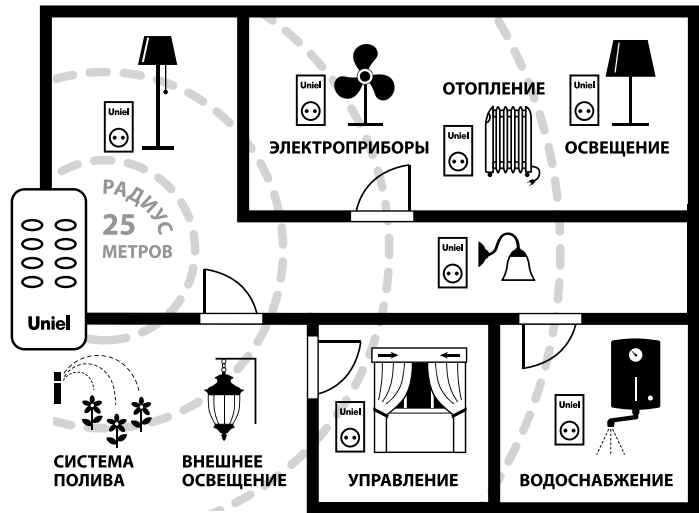 Uniel
Uniel
ЭЛЕКТРОПРИБОРЫ
ОТОПЛЕНИЕ
Uniel
Uniel
ОСВЕЩЕНИЕ
РАДИУС
25
МЕТРОВ
Uniel
Uniel
СИСТЕМА
ПОЛИВА
ВНЕШНЕЕ
ОСВЕЩЕНИЕ
Uniel
УПРАВЛЕНИЕ
Uniel
ВОДОСНАБЖЕНИЕ